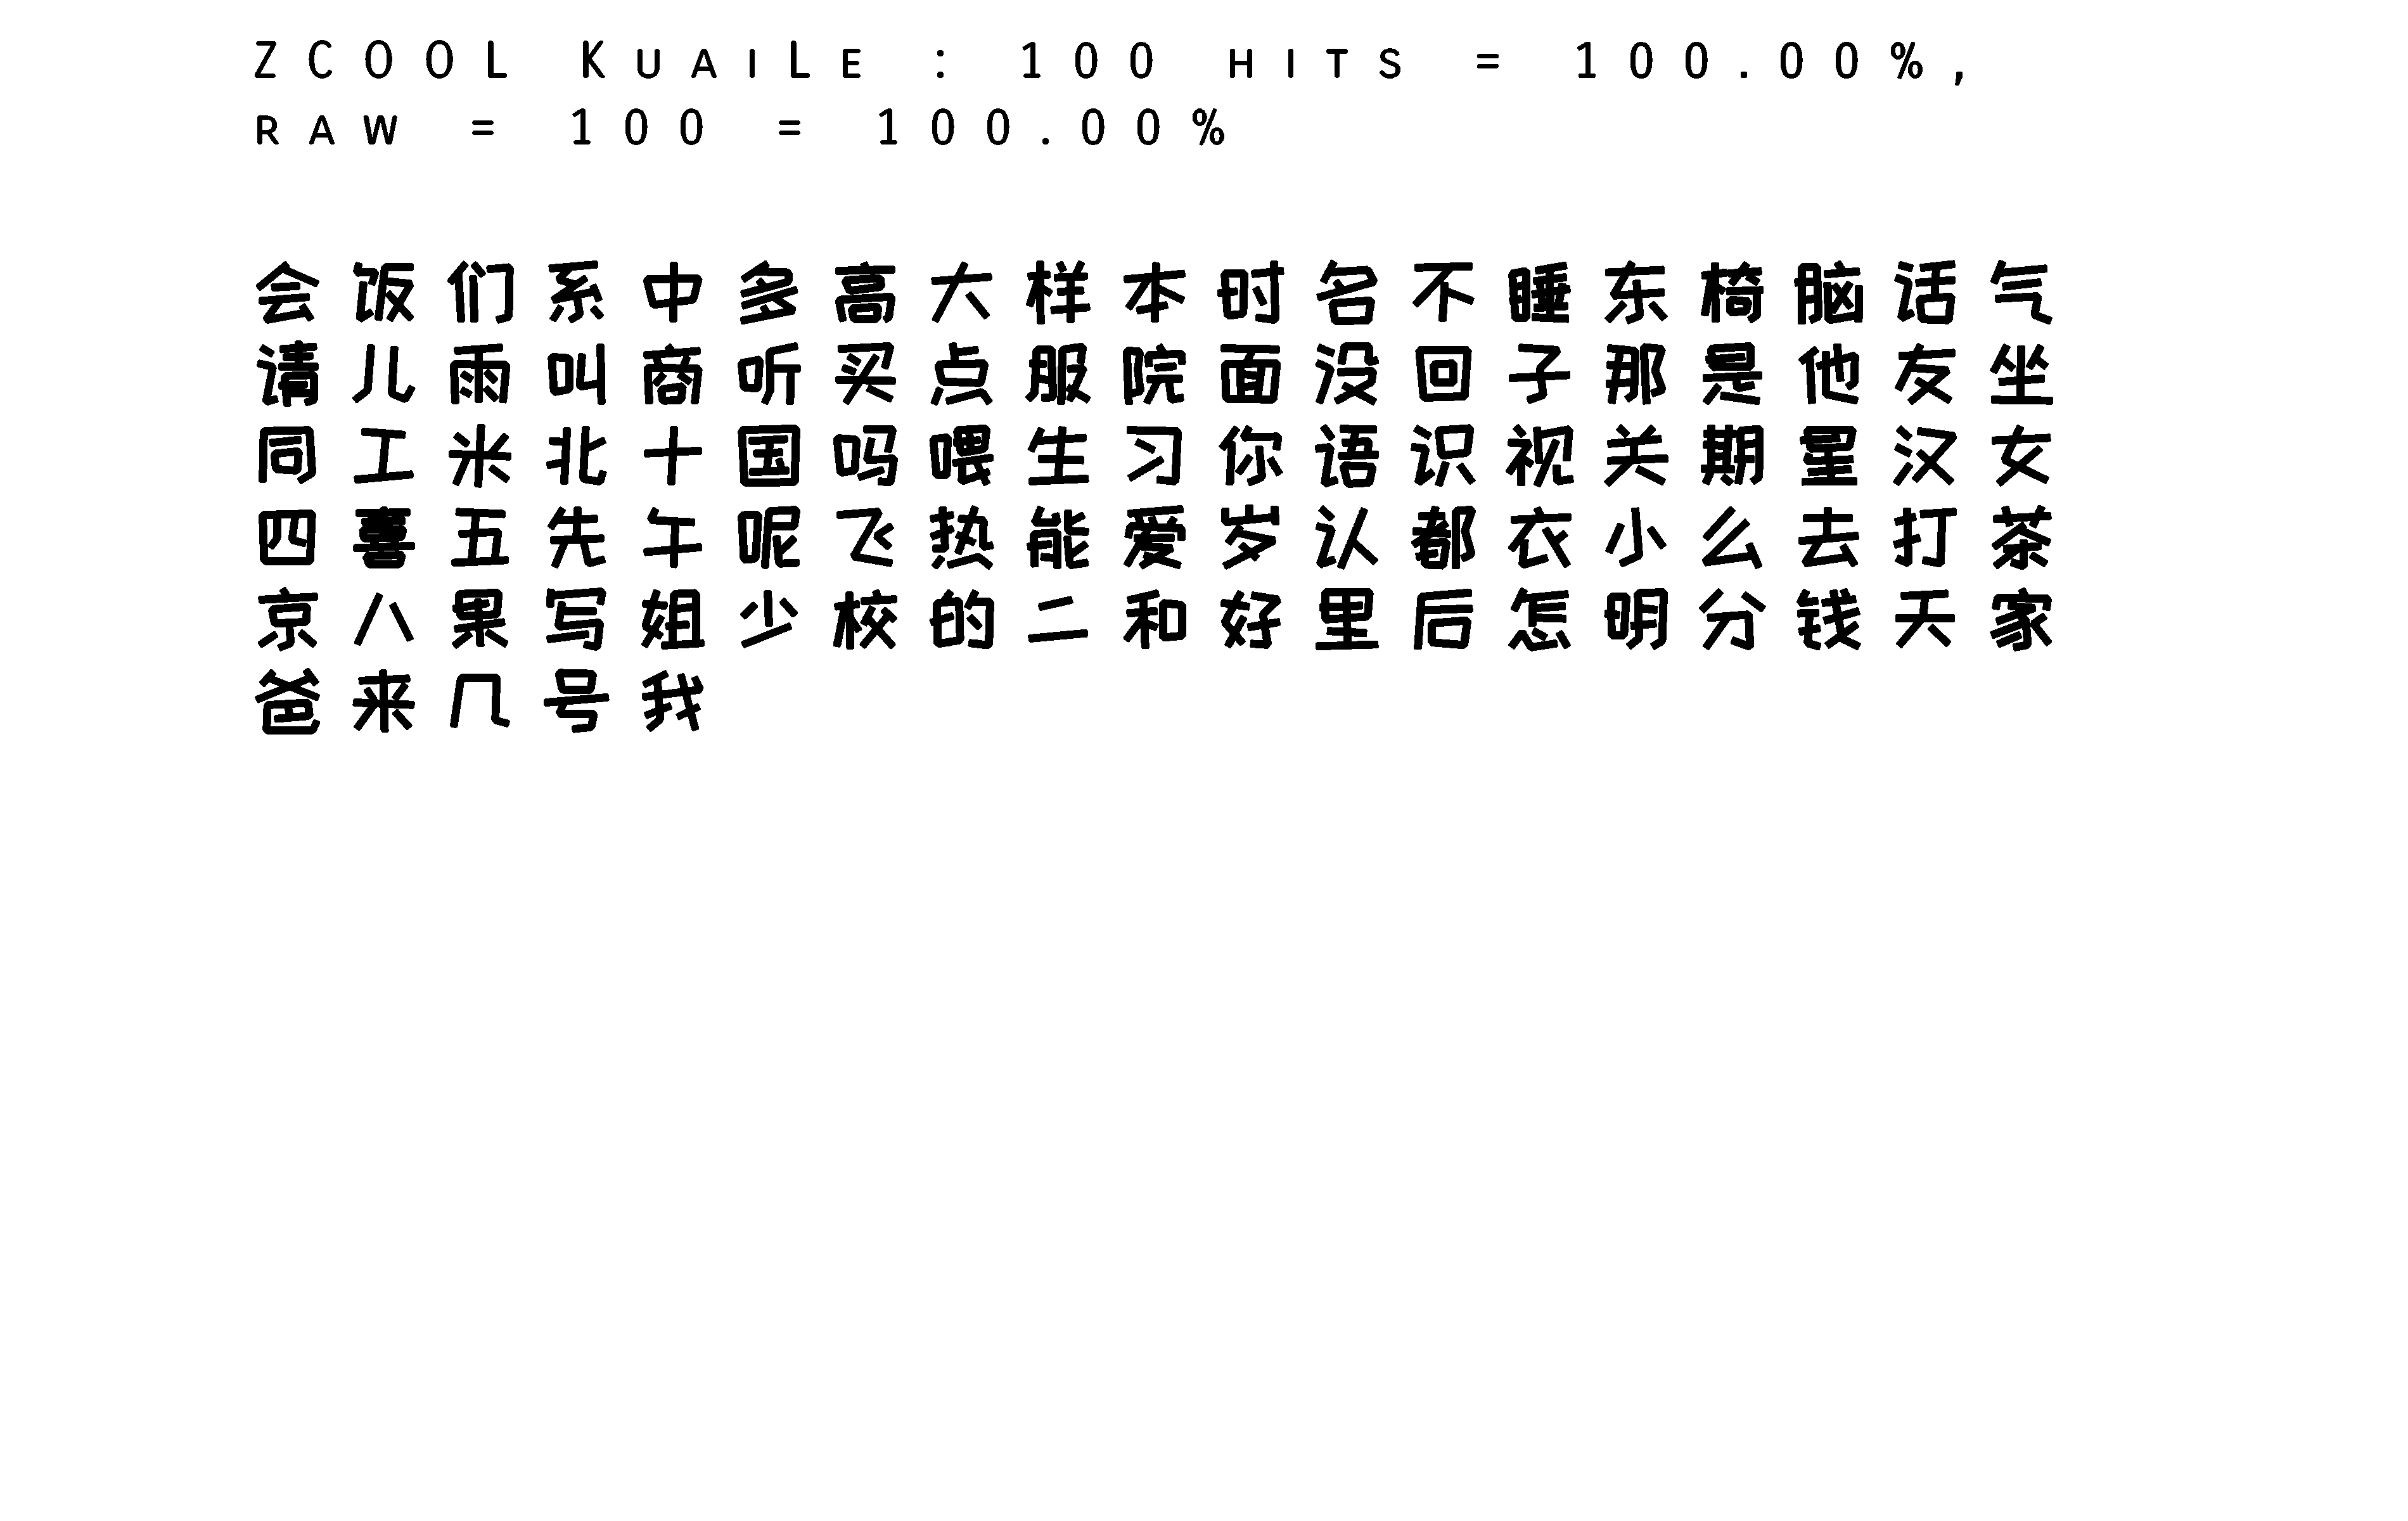 ZCOOL KuaiLe : 100 hits = 100.00%,
raw = 100 = 100.00%
会饭们系中多高大样本时名不睡东椅脑话气
请儿雨叫商听买点服院面没回子那是他友坐
同工米北十国吗喂生习你语识视关期星汉女
四喜五先午呢飞热能爱岁认都衣小么去打茶
京八果写姐少校的二和好里后怎明分钱天家
爸来几号我